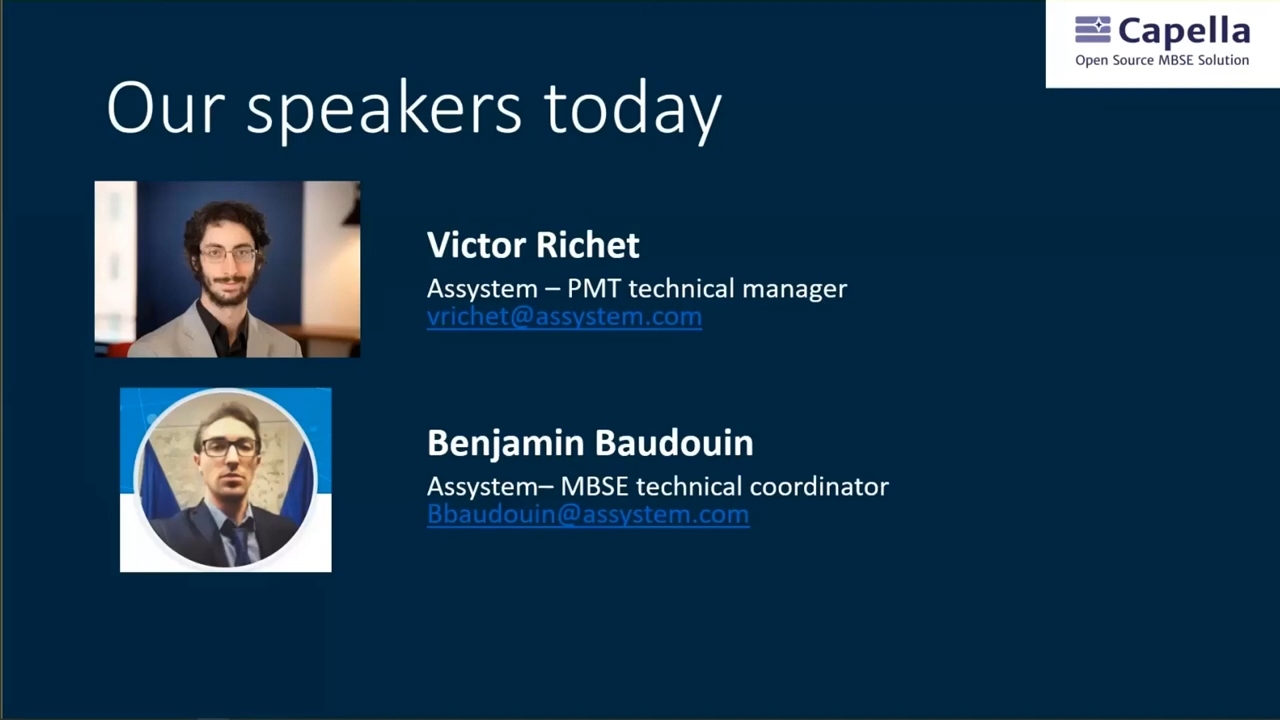 Capella
Open Source MBSE Solution
Our speakers today
Victor Richet
Assystem – PMT technical manager
vrichet@assystem.com
Benjamin Baudouin
Assystem– MBSE technical coordinator
Bbaudouin@assystem.com